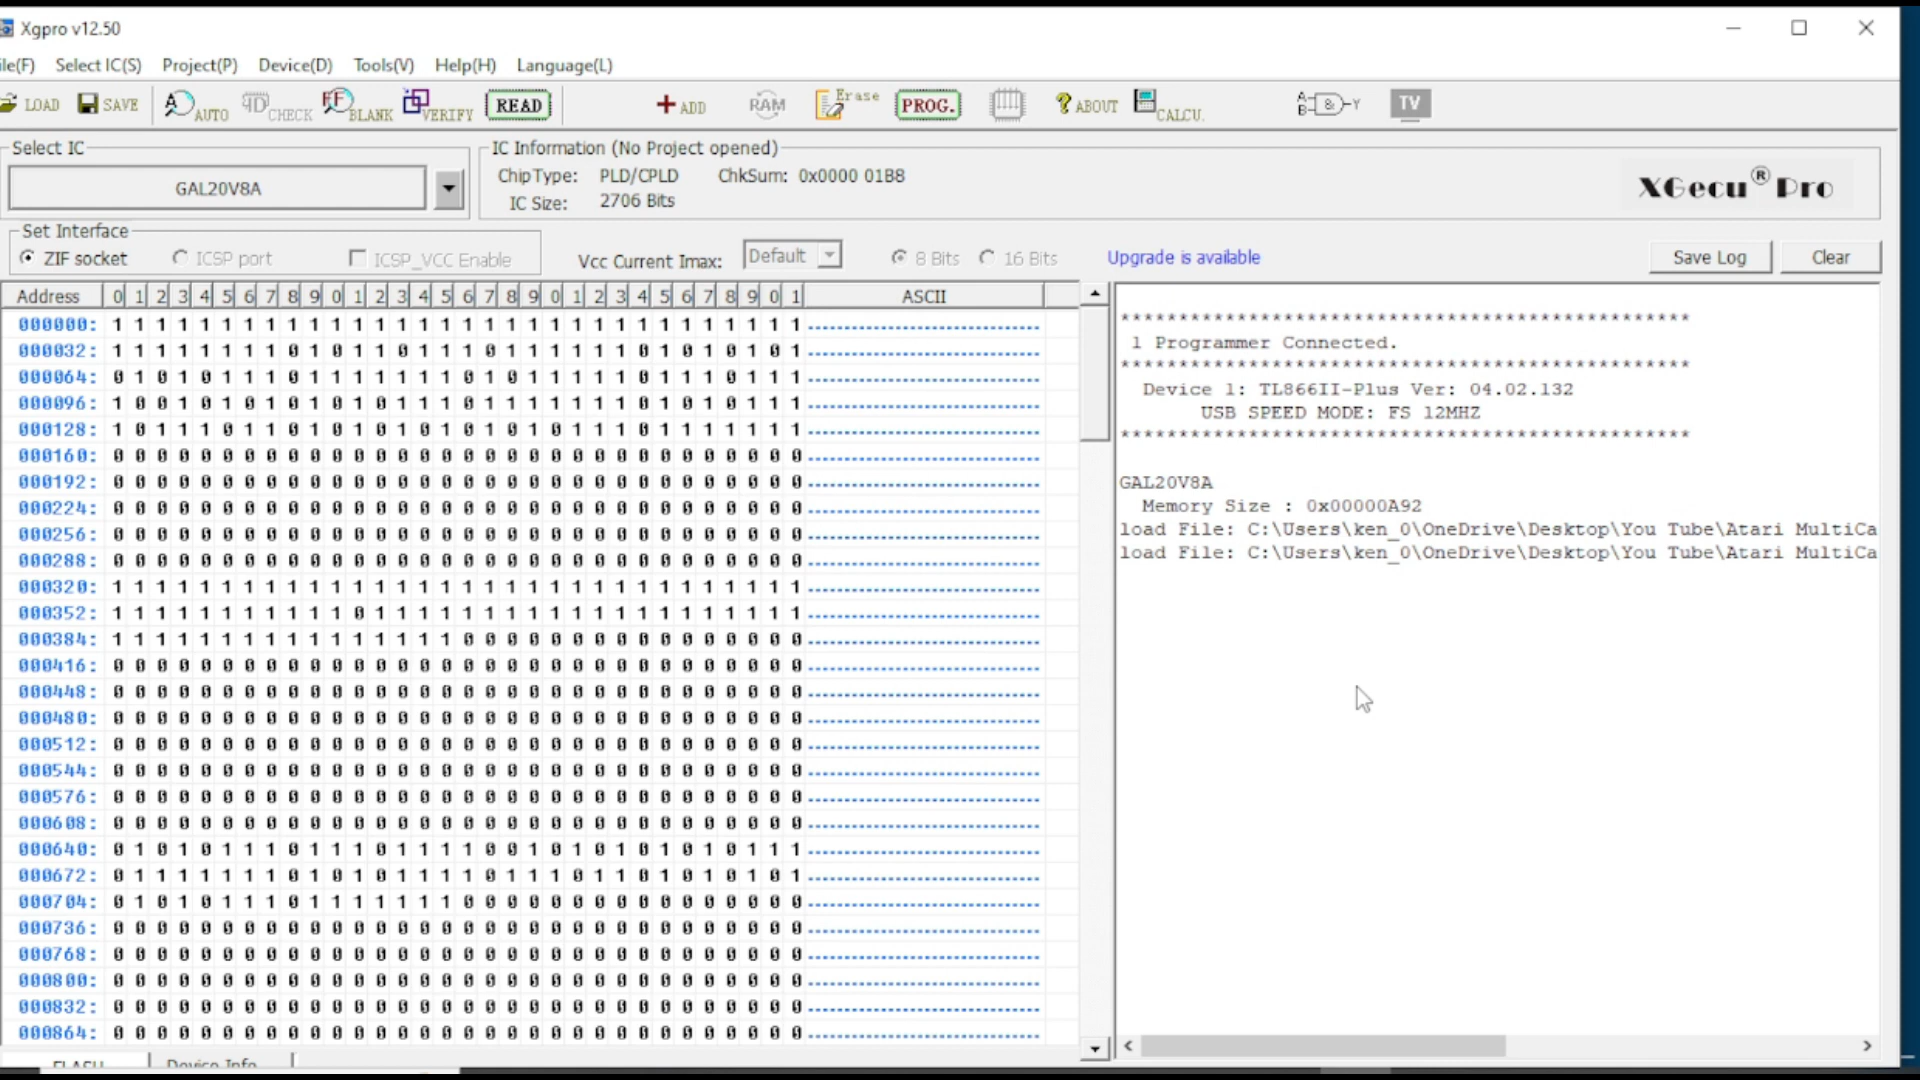 Xgpro v12.50
ile(F) Select IC(S) Project(P) Device(D) Tools(V) Help(H) Language(L)
LOAD SAVE AUTO CHECK BLANK VERIFY READ ADD RAM Erase PROG. ABOUT CALCU. TV
Select IC
GAL20V8A
IC Information (No Project opened)
ChipType: PLD/CPLD ChkSum: 0x0000 01B8
IC Size: 2706 Bits
XGecu® Pro
Set Interface
ZIF socket ICSP port ICSP_VCC Enable Vcc Current Imax: Default 8 Bits 16 Bits Upgrade is available Save Log Clear
Address 0 1 2 3 4 5 6 7 8 9 0 1 2 3 4 5 6 7 8 9 0 1 2 3 4 5 6 7 8 9 0 1 ASCII
000000: 1 1 1 1 1 1 1 1 1 1 1 1 1 1 1 1 1 1 1 1 1 1 1 1 1 1 1 1 1 1 1 1
000032: 1 1 1 1 1 1 1 1 0 1 0 1 1 0 1 1 1 0 1 1 1 1 1 1 0 1 0 1 0 1 0 1
000064: 0 1 0 1 0 1 1 1 0 1 1 1 1 1 1 1 0 1 0 1 1 1 1 1 0 1 1 1 0 1 1 1
000096: 1 0 0 1 0 1 0 1 0 1 0 1 0 1 1 1 0 1 1 1 1 1 1 1 0 1 0 1 0 1 1 1
000128: 1 0 1 1 1 0 1 1 0 1 0 1 0 1 0 1 0 1 0 1 0 1 1 1 0 1 1 1 1 1 1 1
000160: 0 0 0 0 0 0 0 0 0 0 0 0 0 0 0 0 0 0 0 0 0 0 0 0 0 0 0 0 0 0 0 0
000192: 0 0 0 0 0 0 0 0 0 0 0 0 0 0 0 0 0 0 0 0 0 0 0 0 0 0 0 0 0 0 0 0
000224: 0 0 0 0 0 0 0 0 0 0 0 0 0 0 0 0 0 0 0 0 0 0 0 0 0 0 0 0 0 0 0 0
000256: 0 0 0 0 0 0 0 0 0 0 0 0 0 0 0 0 0 0 0 0 0 0 0 0 0 0 0 0 0 0 0 0
000288: 0 0 0 0 0 0 0 0 0 0 0 0 0 0 0 0 0 0 0 0 0 0 0 0 0 0 0 0 0 0 0 0
000320: 1 1 1 1 1 1 1 1 1 1 1 1 1 1 1 1 1 1 1 1 1 1 1 1 1 1 1 1 1 1 1 1
000352: 1 1 1 1 1 1 1 1 1 1 1 0 1 1 1 1 1 1 1 1 1 1 1 1 1 1 1 1 1 1 1 1
000384: 1 1 1 1 1 1 1 1 1 1 1 1 1 1 1 1 0 0 0 0 0 0 0 0 0 0 0 0 0 0 0 0
000416: 0 0 0 0 0 0 0 0 0 0 0 0 0 0 0 0 0 0 0 0 0 0 0 0 0 0 0 0 0 0 0 0
000448: 0 0 0 0 0 0 0 0 0 0 0 0 0 0 0 0 0 0 0 0 0 0 0 0 0 0 0 0 0 0 0 0
000480: 0 0 0 0 0 0 0 0 0 0 0 0 0 0 0 0 0 0 0 0 0 0 0 0 0 0 0 0 0 0 0 0
000512: 0 0 0 0 0 0 0 0 0 0 0 0 0 0 0 0 0 0 0 0 0 0 0 0 0 0 0 0 0 0 0 0
000544: 0 0 0 0 0 0 0 0 0 0 0 0 0 0 0 0 0 0 0 0 0 0 0 0 0 0 0 0 0 0 0 0
000576: 0 0 0 0 0 0 0 0 0 0 0 0 0 0 0 0 0 0 0 0 0 0 0 0 0 0 0 0 0 0 0 0
000608: 0 0 0 0 0 0 0 0 0 0 0 0 0 0 0 0 0 0 0 0 0 0 0 0 0 0 0 0 0 0 0 0
000640: 0 1 0 1 0 1 1 1 0 1 1 1 0 1 1 1 1 0 0 1 0 1 0 1 0 1 0 1 0 1 1 1
000672: 0 1 1 1 1 1 1 1 0 1 0 1 0 1 1 1 1 0 1 1 1 0 1 1 0 1 0 1 0 1 0 1
000704: 0 1 0 1 0 1 1 1 0 1 1 1 1 1 1 1 0 0 0 0 0 0 0 0 0 0 0 0 0 0 0 0
000736: 0 0 0 0 0 0 0 0 0 0 0 0 0 0 0 0 0 0 0 0 0 0 0 0 0 0 0 0 0 0 0 0
000768: 0 0 0 0 0 0 0 0 0 0 0 0 0 0 0 0 0 0 0 0 0 0 0 0 0 0 0 0 0 0 0 0
000800: 0 0 0 0 0 0 0 0 0 0 0 0 0 0 0 0 0 0 0 0 0 0 0 0 0 0 0 0 0 0 0 0
000832: 0 0 0 0 0 0 0 0 0 0 0 0 0 0 0 0 0 0 0 0 0 0 0 0 0 0 0 0 0 0 0 0
000864: 0 0 0 0 0 0 0 0 0 0 0 0 0 0 0 0 0 0 0 0 0 0 0 0 0 0 0 0 0 0 0 0
FLASH Device Info
*************************************************
1 Programmer Connected.
*************************************************
Device 1: TL866II-Plus Ver: 04.02.132
USB SPEED MODE: FS 12MHZ
*************************************************
GAL20V8A
Memory Size : 0x00000A92
load File: C:\Users\ken_0\OneDrive\Desktop\You Tube\Atari MultiCa
load File: C:\Users\ken_0\OneDrive\Desktop\You Tube\Atari MultiCa